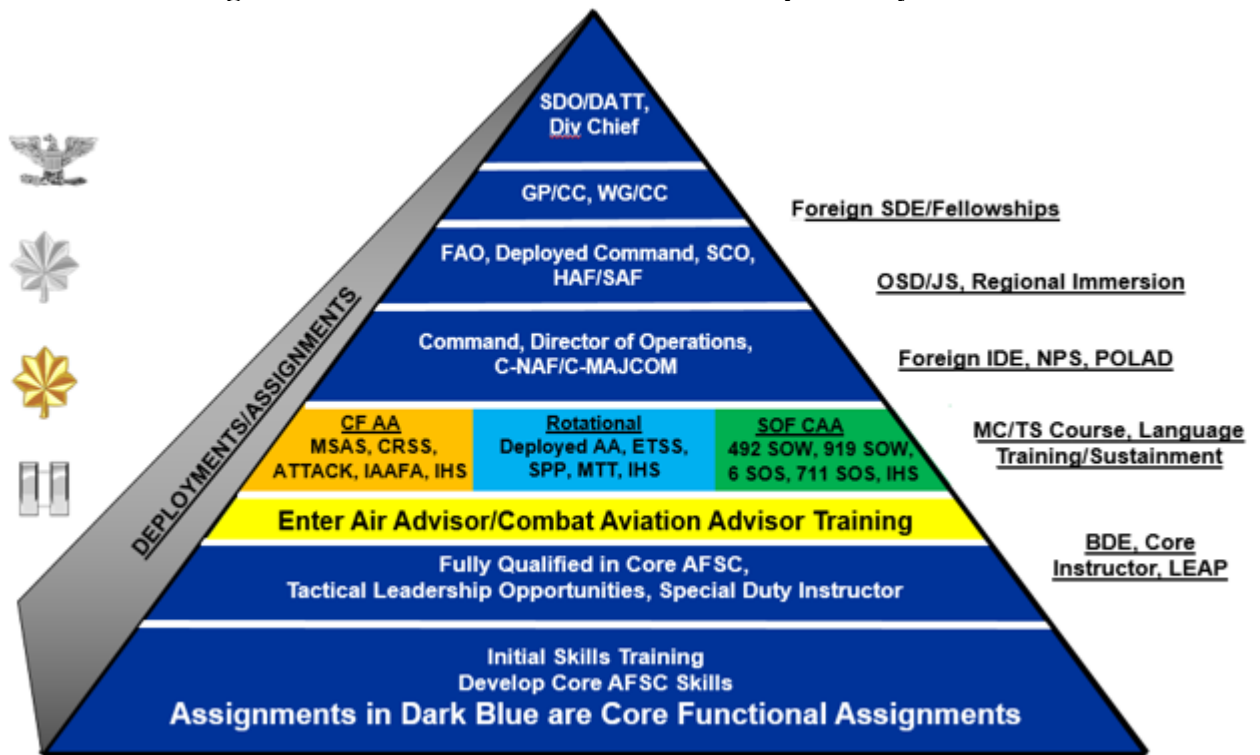 SDO/DATT,
Div Chief
GP/CC, WG/CC
Foreign SDE/Fellowships
FAO, Deployed Command, SCO,
HAF/SAF
OSD/JS, Regional Immersion
DEPLOYMENTS/ASSIGNMENTS
Command, Director of Operations,
C-NAF/C-MAJCOM
Foreign IDE, NPS, POLAD
CF AA
MSAS, CRSS,
ATTACK, IAAFA, IHS
Rotational
Deployed AA, ETSS,
SPP, MTT, IHS
SOF CAA
492 SOW, 919 SOW,
6 SOS, 711 SOS, IHS
MC/TS Course, Language
Training/Sustainment
Enter Air Advisor/Combat Aviation Advisor Training
Fully Qualified in Core AFSC,
Tactical Leadership Opportunities, Special Duty Instructor
BDE, Core
Instructor, LEAP
Initial Skills Training
Develop Core AFSC Skills
Assignments in Dark Blue are Core Functional Assignments